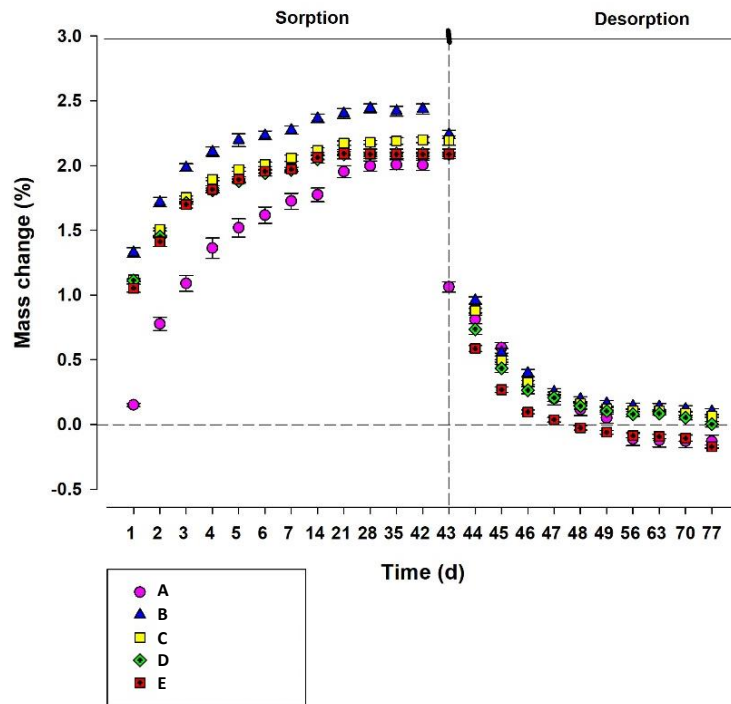 Sorption Desorption
3.0
2.5
2.0
1.5
1.0
0.5
0.0
-0.5
Mass change (%)
1 2 3 4 5 6 7 14 21 28 35 42 43 44 45 46 47 48 49 56 63 70 77
Time (d)
A
B
C
D
E